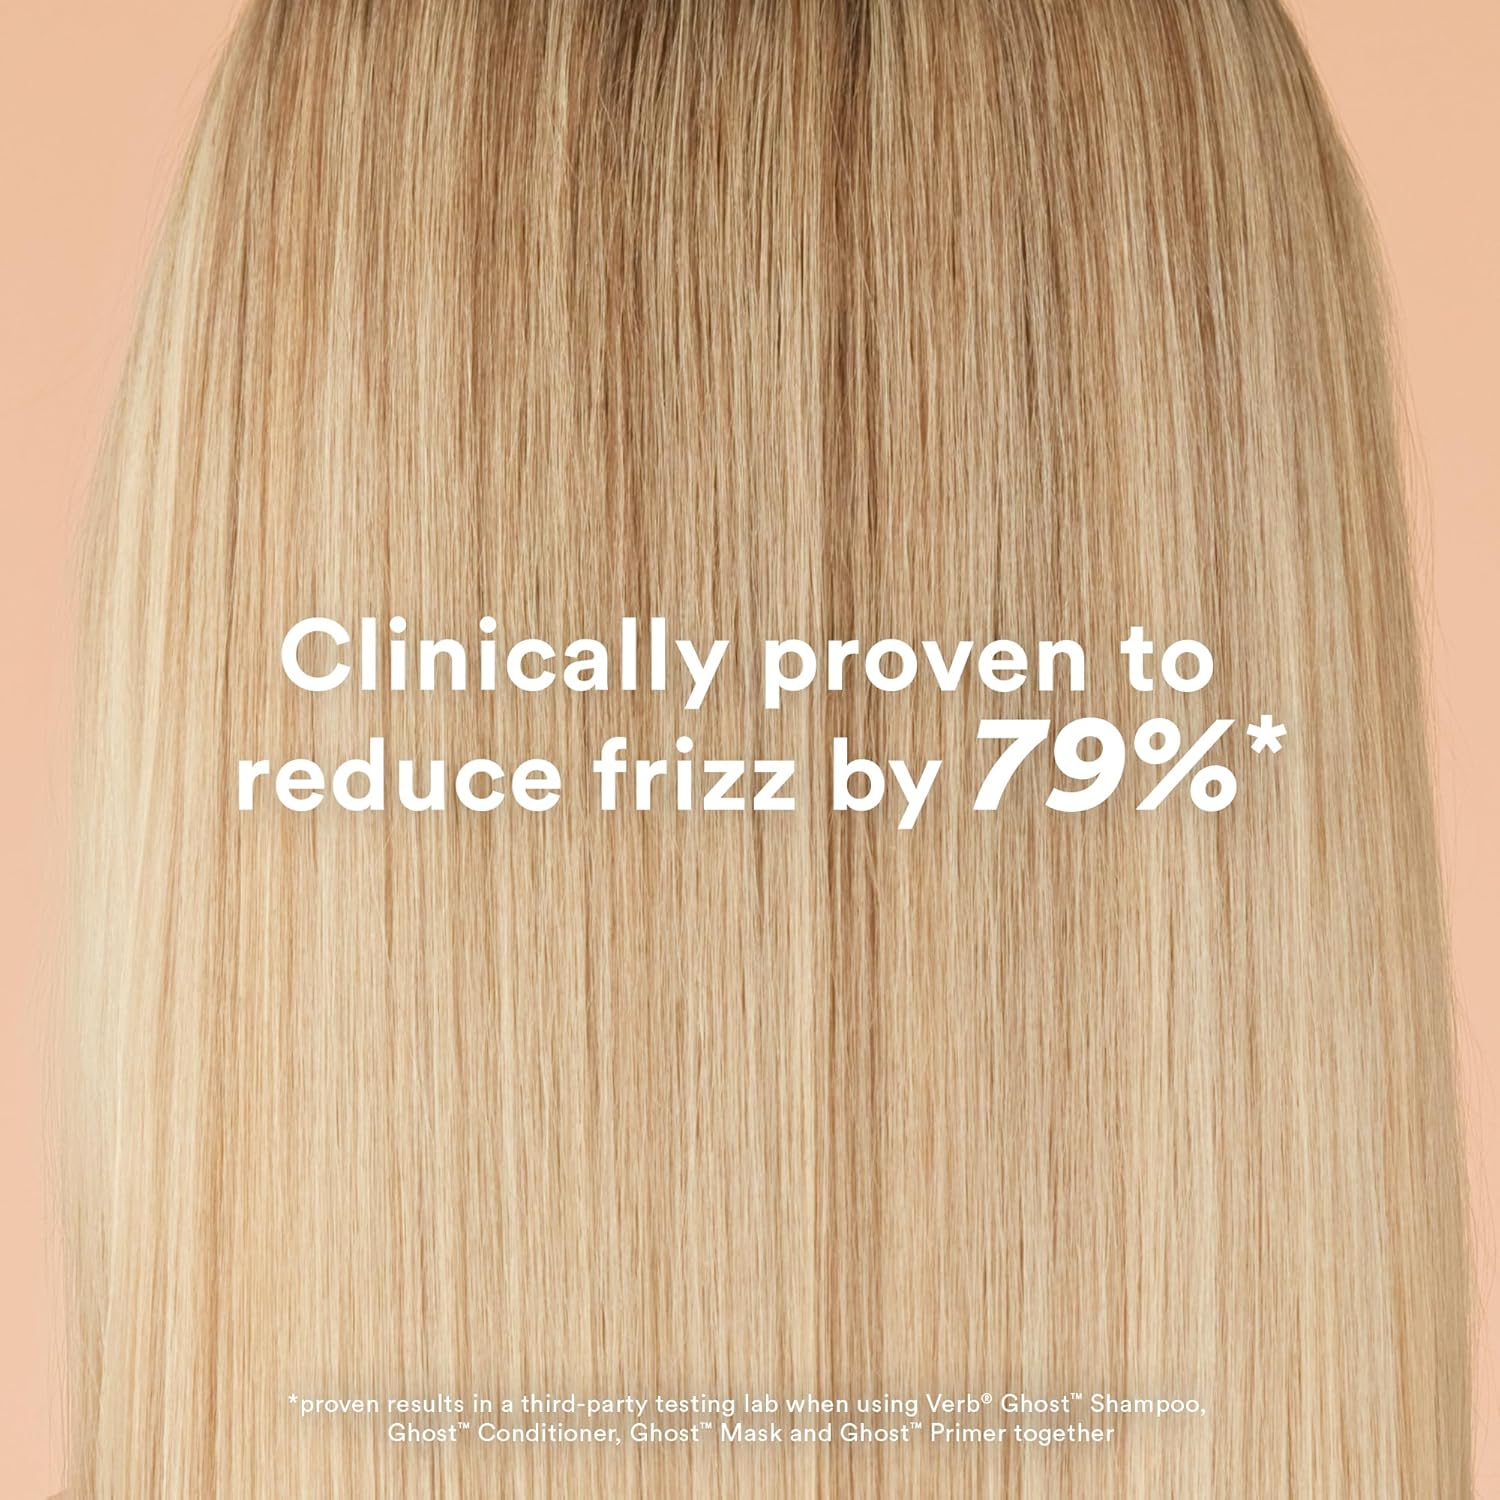 Clinically proven to
reduce frizz by 79%*
*proven results in a third-party testing lab when using Verb® Ghost™ Shampoo,
Ghost™ Conditioner, Ghost™ Mask and Ghost™ Primer together